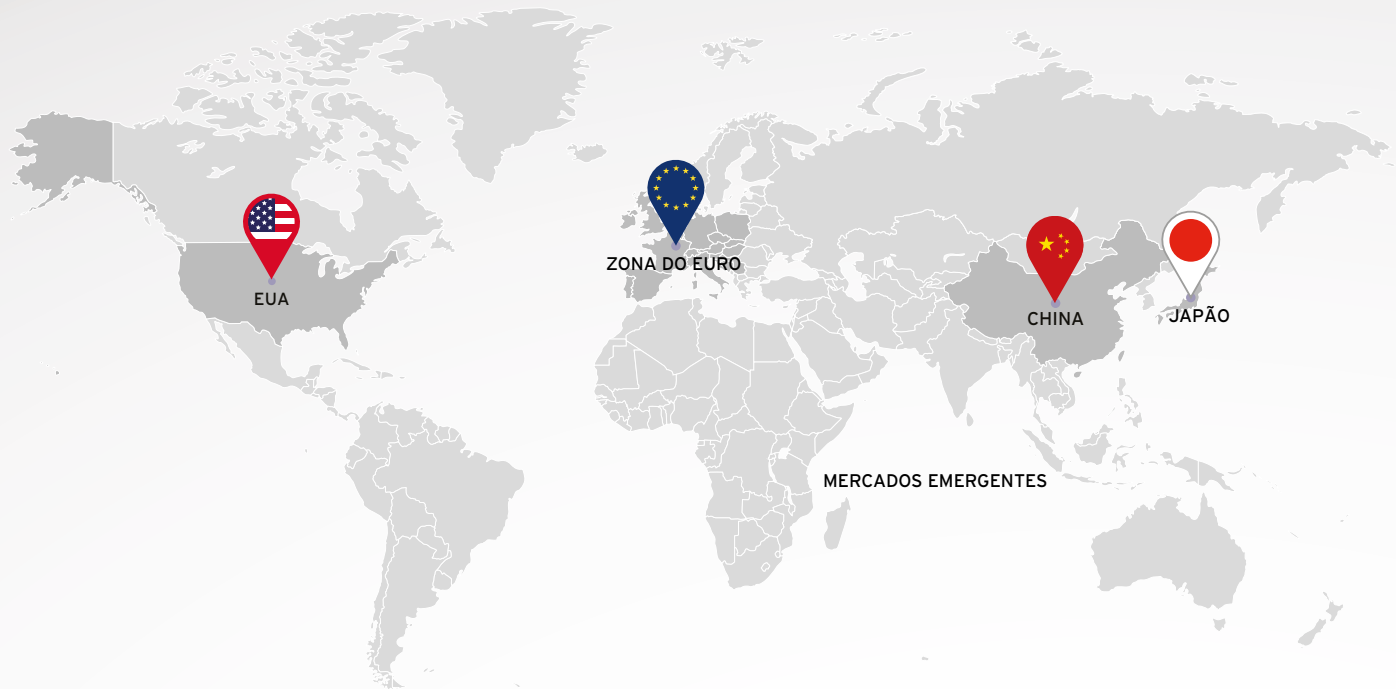 EUA
ZONA DO EURO
CHINA
JAPÃO
MERCADOS EMERGENTES